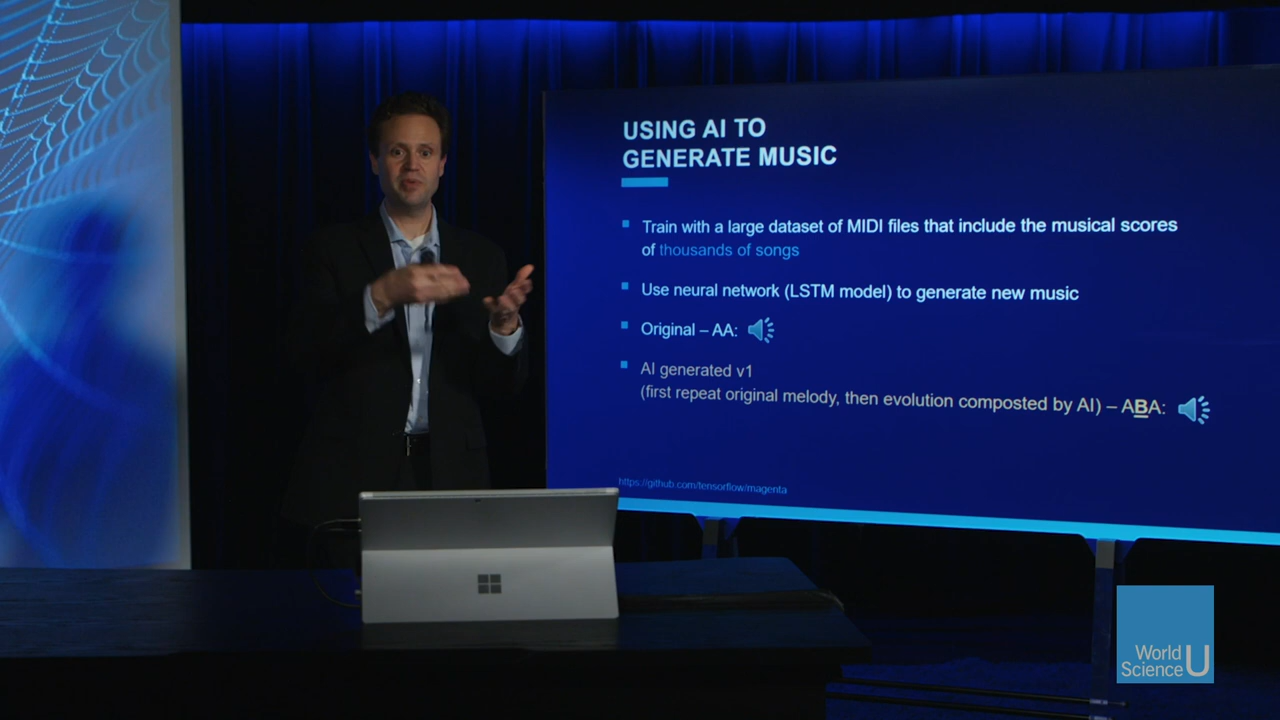 USING AI TO
GENERATE MUSIC
Train with a large dataset of MIDI files that include the musical scores
of thousands of songs
Use neural network (LSTM model) to generate new music
Original – AA:
AI generated v1
(first repeat original melody, then evolution composted by AI) – ABA:
https://github.com/tensorflow/magenta
World
Science U